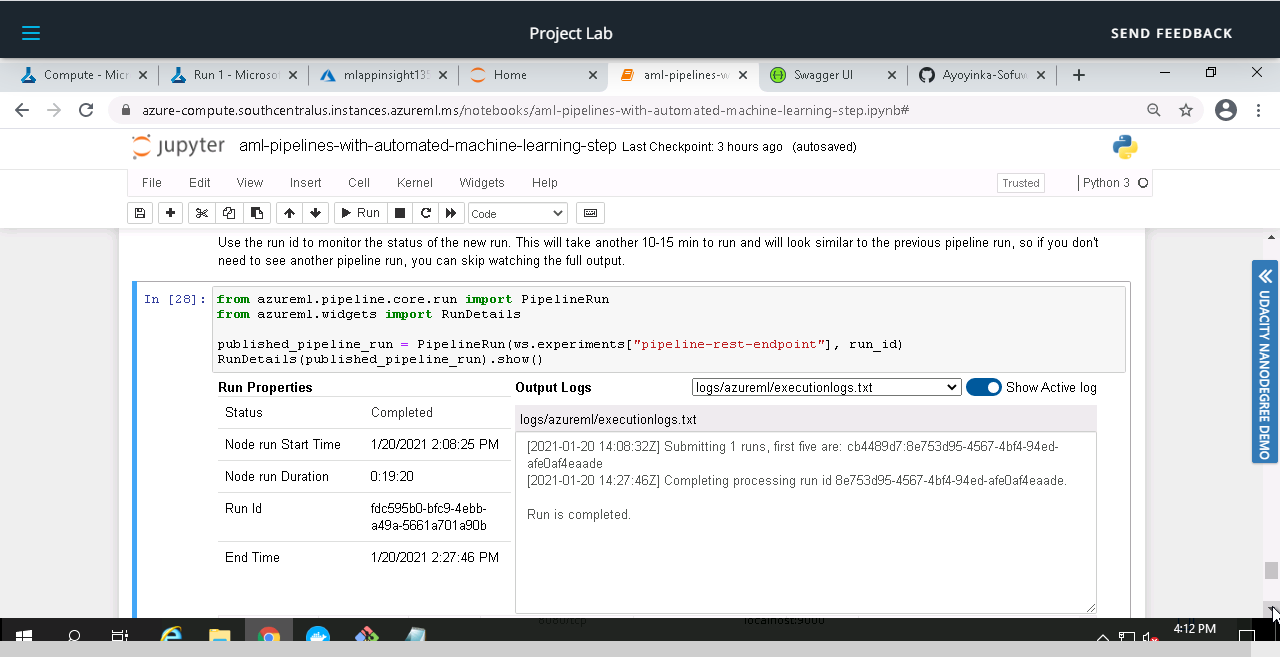 Project Lab
SEND FEEDBACK
Compute - Micr
Run 1 - Microso
mlappinsight135
Home
aml-pipelines-w
Swagger UI
Ayoyinka-Sofuw
azure-compute.southcentralus.instances.azureml.ms/notebooks/aml-pipelines-with-automated-machine-learning-step.ipynb#
jupyter aml-pipelines-with-automated-machine-learning-step Last Checkpoint: 3 hours ago (autosaved)
File Edit View Insert Cell Kernel Widgets Help
Trusted
Python 3
Run
Code
Use the run id to monitor the status of the new run. This will take another 10-15 min to run and will look similar to the previous pipeline run, so if you don't
need to see another pipeline run, you can skip watching the full output.
In [28]:
from azureml.pipeline.core.run import PipelineRun
from azureml.widgets import RunDetails
published_pipeline_run = PipelineRun(ws.experiments["pipeline-rest-endpoint"], run_id)
RunDetails(published_pipeline_run).show()
Run Properties
Status Completed
Node run Start Time 1/20/2021 2:08:25 PM
Node run Duration 0:19:20
Run Id fdc595b0-bfc9-4ebb-
a49a-5661a701a90b
End Time 1/20/2021 2:27:46 PM
Output Logs
logs/azureml/executionlogs.txt
Show Active log
logs/azureml/executionlogs.txt
[2021-01-20 14:08:32Z] Submitting 1 runs, first five are: cb4489d7:8e753d95-4567-4bf4-94ed-
afe0af4eaade
[2021-01-20 14:27:46Z] Completing processing run id 8e753d95-4567-4bf4-94ed-afe0af4eaade.
Run is completed.
UDACITY NANODEGREE DEMO
8080/tcp
localhost:9000
4:12 PM